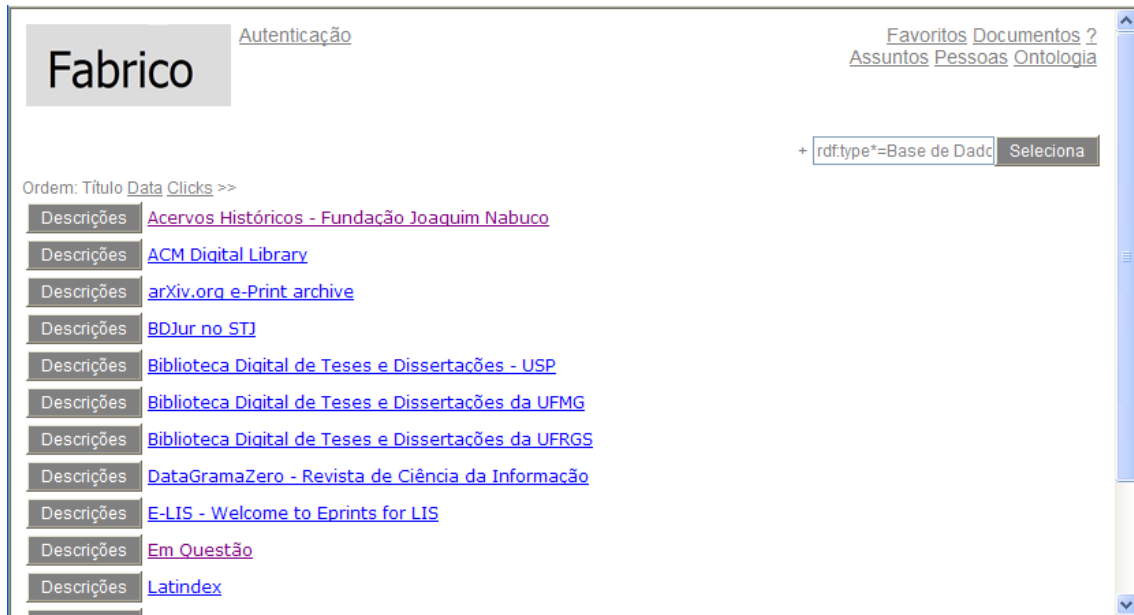 Fabrico
Autenticação
Favoritos Documentos ?
Assuntos Pessoas Ontologia
+ rdf:type*=Base de Dado Seleciona
Ordem: Título Data Clicks >>
Descrições Acervos Históricos - Fundação Joaquim Nabuco
Descrições ACM Digital Library
Descrições arXiv.org e-Print archive
Descrições BDJur no STJ
Descrições Biblioteca Digital de Teses e Dissertações - USP
Descrições Biblioteca Digital de Teses e Dissertações da UFMG
Descrições Biblioteca Digital de Teses e Dissertações da UFRGS
Descrições DataGramaZero - Revista de Ciência da Informação
Descrições E-LIS - Welcome to Eprints for LIS
Descrições Em Questão
Descrições Latindex